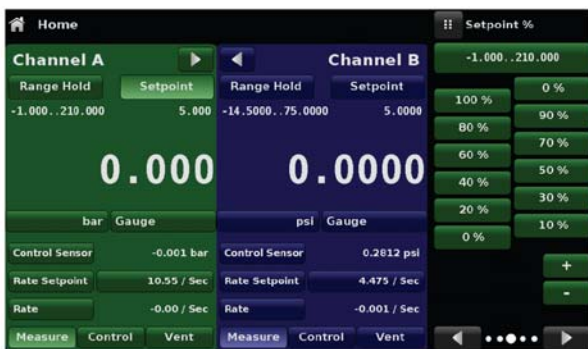 Home
Channel A
Range Hold Setpoint
-1.000..210.000 5.000
0.000
bar Gauge
Control Sensor -0.001 bar
Rate Setpoint 10.55 / Sec
Rate -0.00 / Sec
Measure Control Vent
Channel B
Range Hold Setpoint
-14.5000..75.0000 5.0000
0.0000
psi Gauge
Control Sensor 0.2812 psi
Rate Setpoint 4.475 / Sec
Rate -0.001 / Sec
Measure Control Vent
Setpoint %
-1.000..210.000
0 %
100 %
90 %
80 %
70 %
60 %
50 %
40 %
30 %
20 %
10 %
0 %
+
-